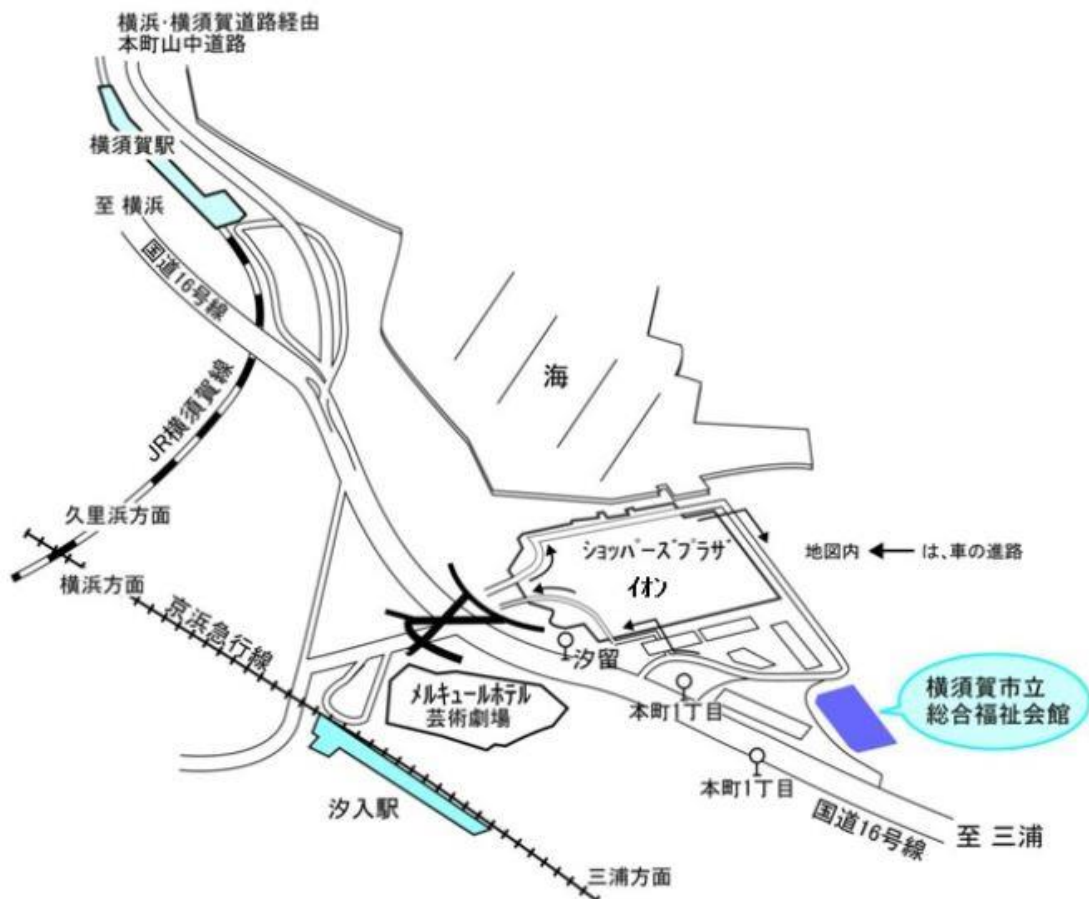 横浜・横須賀道路経由
本町山中道路
横須賀駅
至 横浜
国道16号線
JR横須賀線
海
久里浜方面
横浜方面
京浜急行線
ショッパーズプラザ
イオン
地図内 ← は、車の進路
汐留
メルキュールホテル
芸術劇場
本町1丁目
横須賀市立
総合福祉会館
汐入駅
本町1丁目
国道16号線
至 三浦
三浦方面